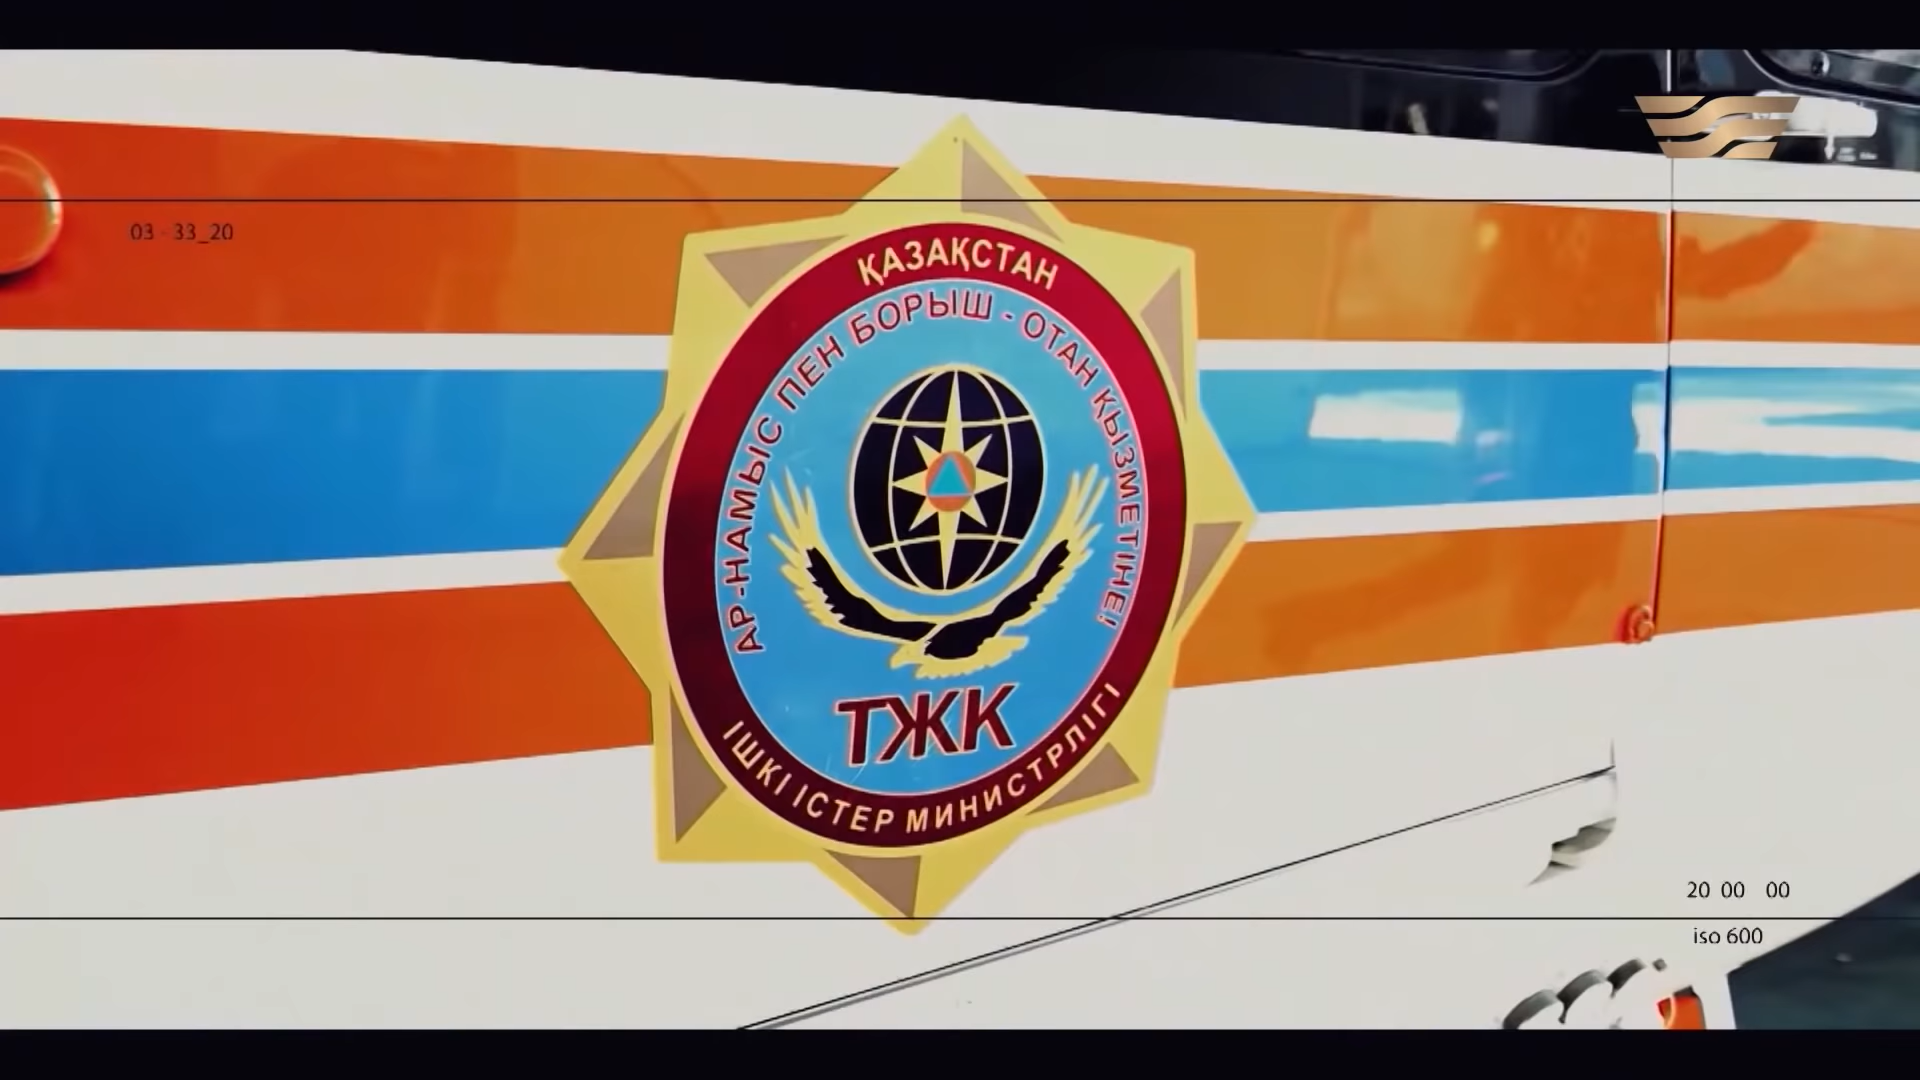 03 - 33_20
ҚАЗАҚСТАН
АР-НАМЫС ПЕН БОРЫШ - ОТАН ҚЫЗМЕТІНЕ!
ТЖК
ІШКІ ІСТЕР МИНИСТРЛІГІ
20 00 00
iso 600